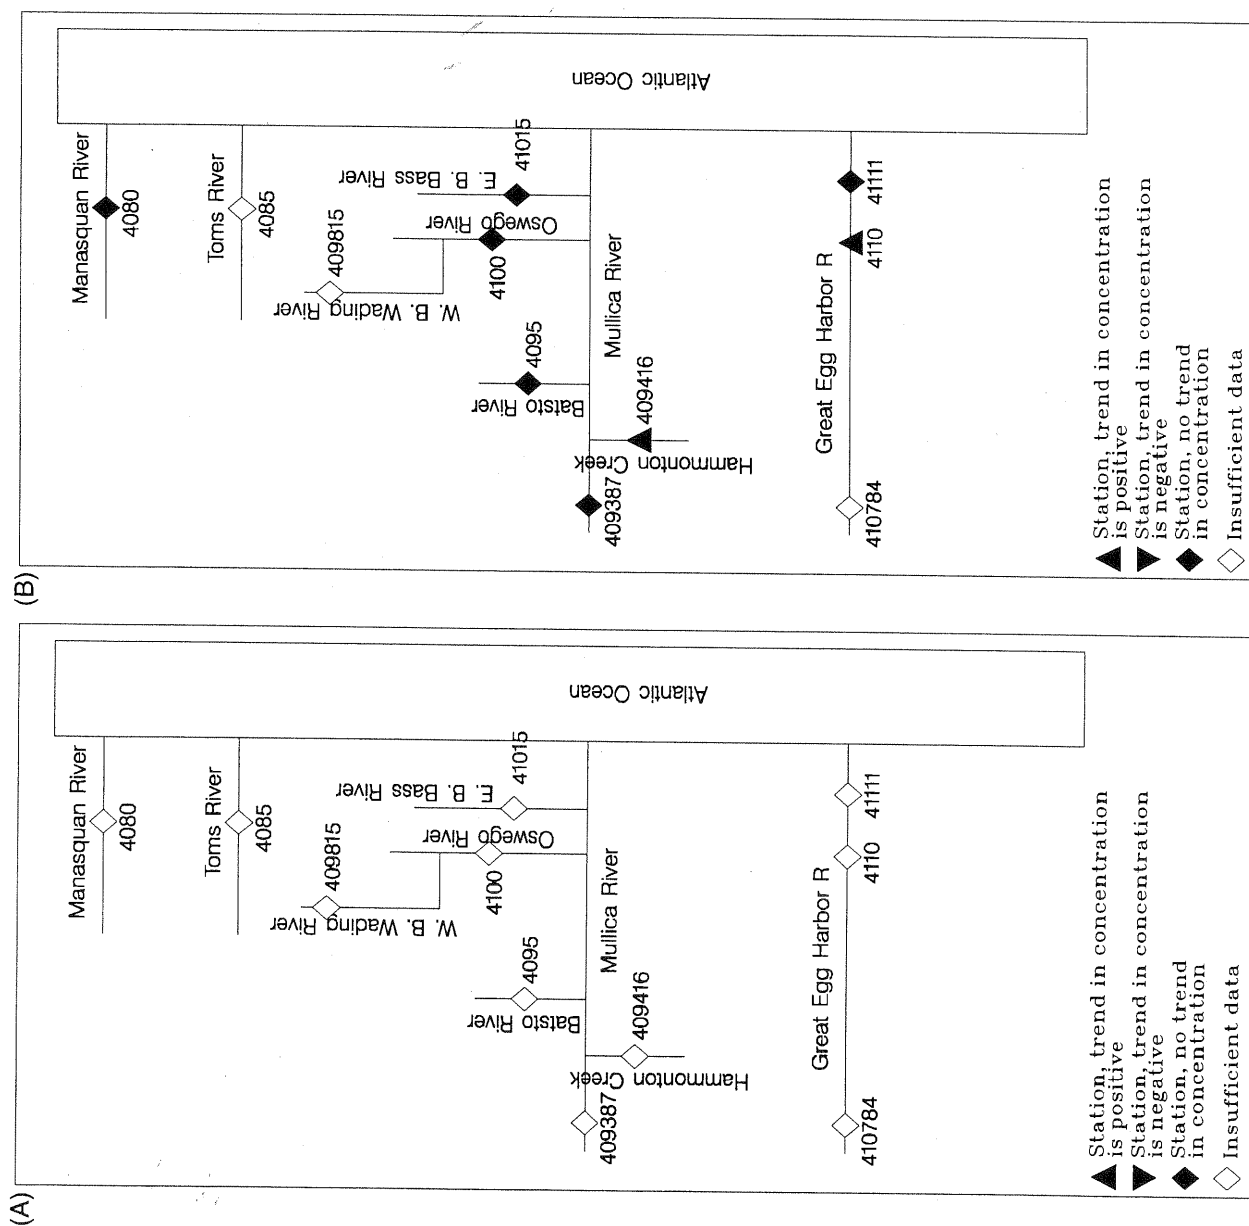 (B)
Manasquan River
4080
Toms River
4085
Atlantic Ocean
E. B. Bass River
41015
Oswego River
4100
409815
W. B. Wading River
4095
Batsto River
Mullica River
409416
Hammonton Creek
409387
Great Egg Harbor R
41111
4110
410784
Station, trend in concentration
is positive
Station, trend in concentration
is negative
Station, no trend
in concentration
Insufficient data
(A)
Manasquan River
4080
Toms River
4085
Atlantic Ocean
E. B. Bass River
41015
Oswego River
4100
409815
W. B. Wading River
4095
Batsto River
Mullica River
409416
Hammonton Creek
409387
Great Egg Harbor R
41111
4110
410784
Station, trend in concentration
is positive
Station, trend in concentration
is negative
Station, no trend
in concentration
Insufficient data